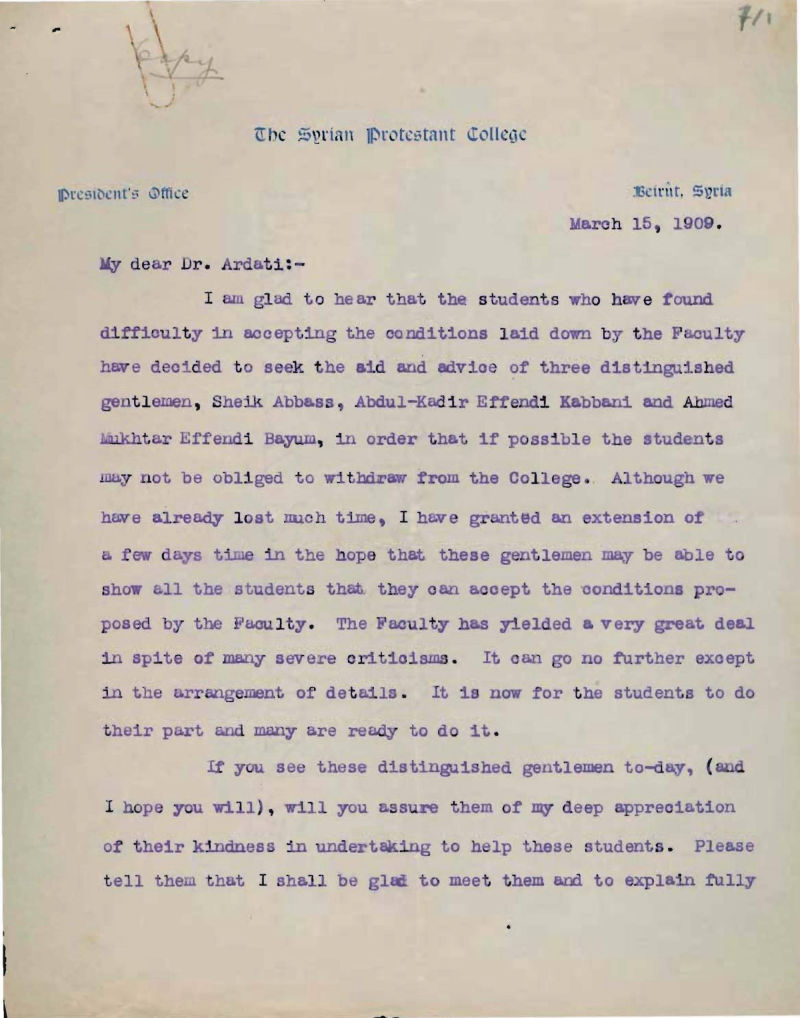 7/1
Copy
The Syrian Protestant College
President's Office
Beirût, Syria
March 15, 1909.
My dear Dr. Ardati:-
I am glad to hear that the students who have found
difficulty in accepting the conditions laid down by the Faculty
have decided to seek the aid and advice of three distinguished
gentlemen, Sheik Abbass, Abdul-Kadir Effendi Kabbani and Ahmed
Mukhtar Effendi Bayum, in order that if possible the students
may not be obliged to withdraw from the College. Although we
have already lost much time, I have granted an extension of
a few days time in the hope that these gentlemen may be able to
show all the students that they can accept the conditions pro-
posed by the Faculty. The Faculty has yielded a very great deal
in spite of many severe criticisms. It can go no further except
in the arrangement of details. It is now for the students to do
their part and many are ready to do it.
If you see these distinguished gentlemen to-day, (and
I hope you will), will you assure them of my deep appreciation
of their kindness in undertaking to help these students. Please
tell them that I shall be glad to meet them and to explain fully